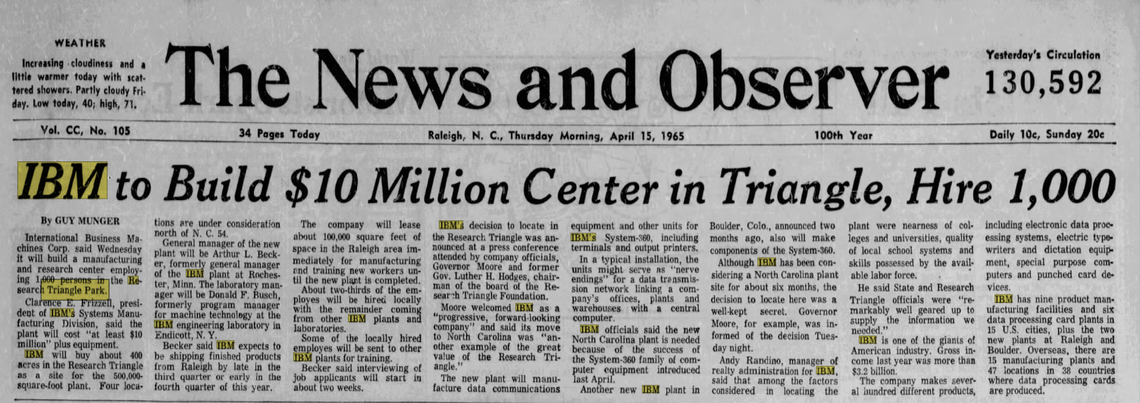 WEATHER
Increasing cloudiness and a
little warmer today with scat-
tered showers. Partly cloudy Fri-
day. Low today, 40; high, 71.
The News and Observer
Yesterday's Circulation
130,592
Vol. CC, No. 105
34 Pages Today
Raleigh, N. C., Thursday Morning, April 15, 1965
100th Year
Daily 10c, Sunday 20c
IBM to Build $10 Million Center in Triangle, Hire 1,000
By GUY MUNGER
International Business Ma-
chines Corp. said Wednesday
it will build a manufacturing
and research center employ-
ing 1,000 persons in the Re-
search Triangle Park.
Clarence E. Frizzell, presi-
dent of IBM's Systems Manu-
facturing Division, said the
plant will cost "at least $10
million" plus equipment.
IBM will buy about 400
acres in the Research Triangle
as a site for the 500,000-
square-foot plant. Four loca-
tions are under consideration
north of N. C. 54.
General manager of the new
plant will be Arthur L. Beck-
er, formerly general manager
of the IBM plant at Roches-
ter, Minn. The laboratory man-
ager will be Donald F. Busch,
formerly program manager
for machine technology at the
IBM engineering laboratory in
Endicott, N. Y.
Becker said IBM expects to
be shipping finished products
from Raleigh by late in the
third quarter or early in the
fourth quarter of this year.
The company will lease
about 100,000 square feet of
space in the Raleigh area im-
mediately for manufacturing
and training new workers un-
til the new plant is completed.
About two-thirds of the em-
ployes will be hired locally
with the remainder coming
from other IBM plants and
laboratories.
Some of the locally hired
employes will be sent to other
IBM plants for training.
Becker said interviewing of
job applicants will start in
about two weeks.
IBM's decision to locate in
the Research Triangle was an-
nounced at a press conference
attended by company officials,
Governor Moore and former
Gov. Luther H. Hodges, chair-
man of the board of the Re-
search Triangle Foundation.
Moore welcomed IBM as a
"progressive, forward-looking
company" and said its move
to North Carolina was "an-
other example of the great
value of the Research Tri-
angle."
The new plant will manu-
facture data communications
equipment and other units for
IBM's System-360, including
terminals and output printers.
In a typical installation, the
units might serve as "nerve
endings" for a data transmis-
sion network linking a com-
pany's offices, plants and
warehouses with a central
computer.
IBM officials said the new
North Carolina plant is needed
because of the success of
the System-360 family of com-
puter equipment introduced
last April.
Another new IBM plant in
Boulder, Colo., announced two
months ago, also will make
components of the System-360.
Although IBM has been con-
sidering a North Carolina plant
site for about six months, the
decision to locate here was a
well-kept secret. Governor
Moore, for example, was in-
formed of the decision Tues-
day night.
Andy Randino, manager of
realty administration for IBM,
said that among the factors
considered in locating the
plant were nearness of col-
leges and universities, quality
of local school systems and
skills possessed by the avail-
able labor force.
He said State and Research
Triangle officials were "re-
markably well geared up to
supply the information we
needed."
IBM is one of the giants of
American industry. Gross in-
come last year was more than
$3.2 billion.
The company makes sever-
al hundred different products,
including electronic data proc-
essing systems, electric type-
writers and dictation equip-
ment, special purpose com-
puters and punched card de-
vices.
IBM has nine product man-
ufacturing facilities and six
data processing card plants in
15 U.S. cities, plus the two
new plants at Raleigh and
Boulder. Overseas, there are
15 manufacturing plants and
47 locations in 38 countries
where data processing cards
are produced.